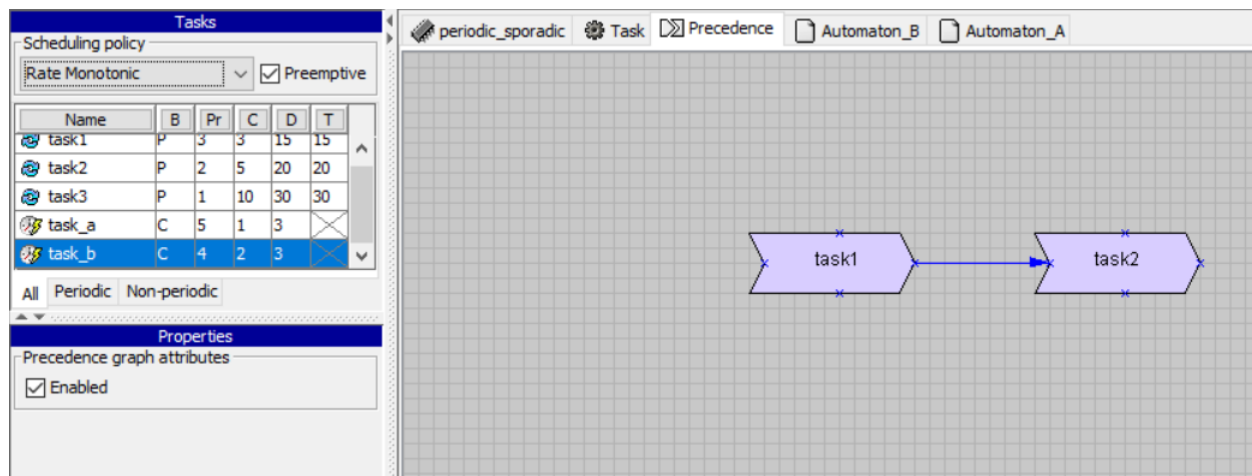 Tasks
Scheduling policy
Rate Monotonic Preemptive
Name B Pr C D T
task1 P 3 3 15 15
task2 P 2 5 20 20
task3 P 1 10 30 30
task_a C 5 1 3
task_b C 4 2 3
All Periodic Non-periodic
Properties
Precedence graph attributes
Enabled
periodic_sporadic Task Precedence Automaton_B Automaton_A
task1 task2